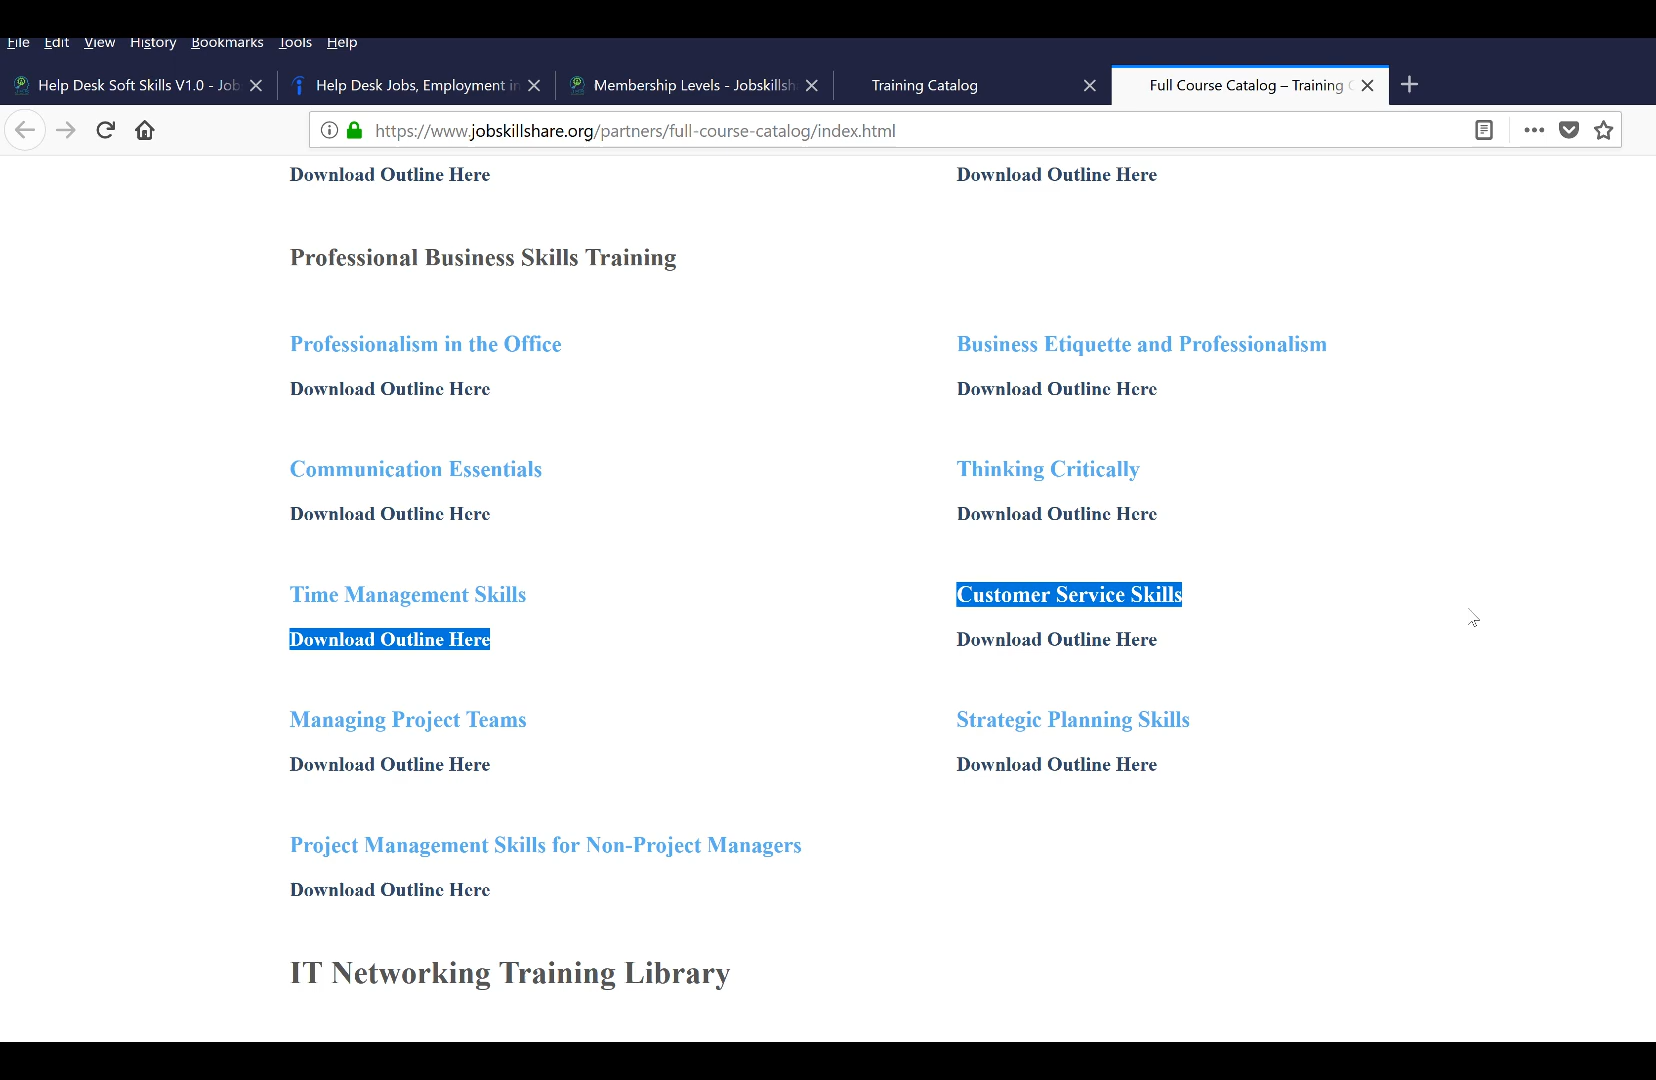 File Edit View History Bookmarks Tools Help
Help Desk Soft Skills V1.0 - Job
Help Desk Jobs, Employment in
Membership Levels - Jobskillsh
Training Catalog
Full Course Catalog – Training C
https://www.jobskillshare.org/partners/full-course-catalog/index.html
Download Outline Here
Download Outline Here
Professional Business Skills Training
Professionalism in the Office
Business Etiquette and Professionalism
Download Outline Here
Download Outline Here
Communication Essentials
Thinking Critically
Download Outline Here
Download Outline Here
Time Management Skills
Customer Service Skills
Download Outline Here
Download Outline Here
Managing Project Teams
Strategic Planning Skills
Download Outline Here
Download Outline Here
Project Management Skills for Non-Project Managers
Download Outline Here
IT Networking Training Library